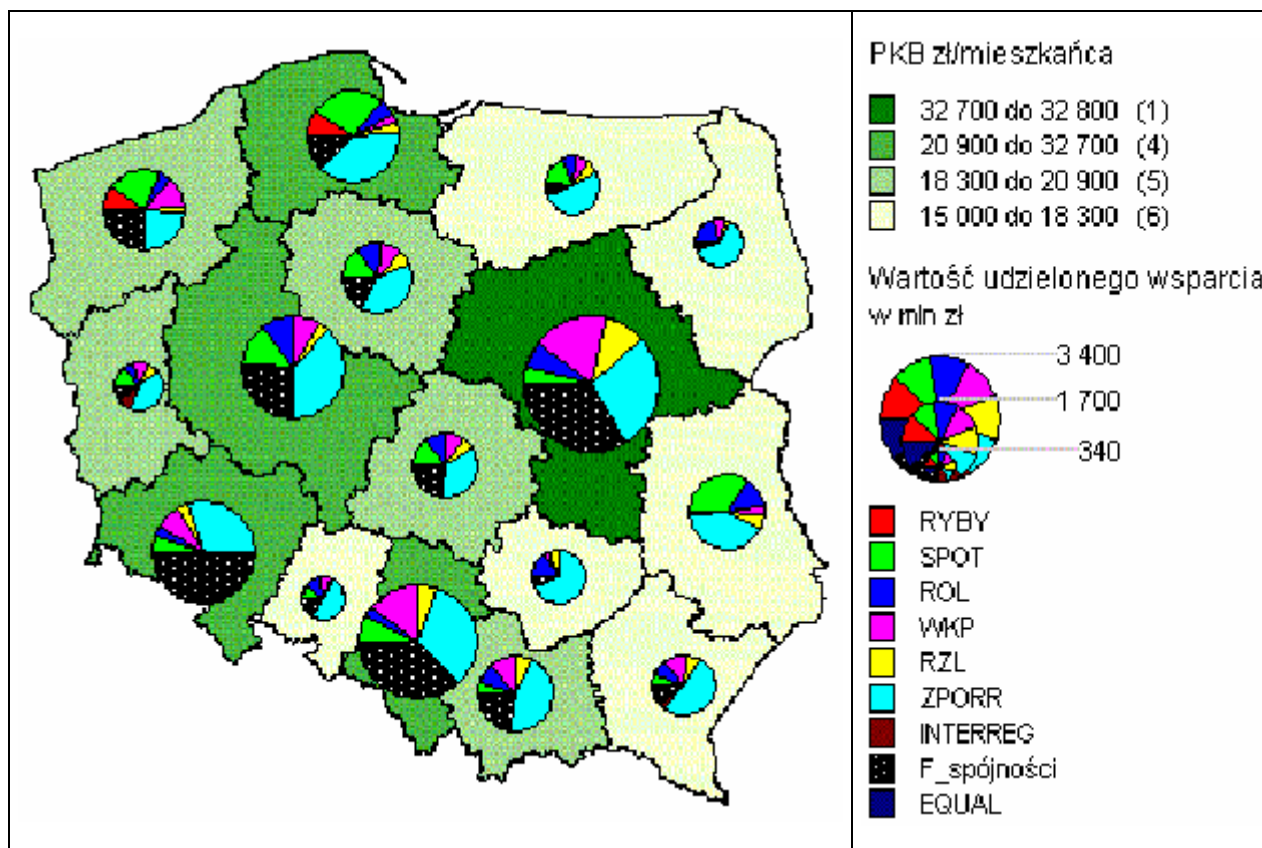 PKB zł/mieszkańca
32 700 do 32 800 (1)
20 900 do 32 700 (4)
18 300 do 20 900 (5)
15 000 do 18 300 (6)
Wartość udzielonego wsparcia
w mln zł
3 400
1 700
340
RYBY
SPOT
ROL
WKP
RZL
ZPORR
INTERREG
F_spójności
EQUAL